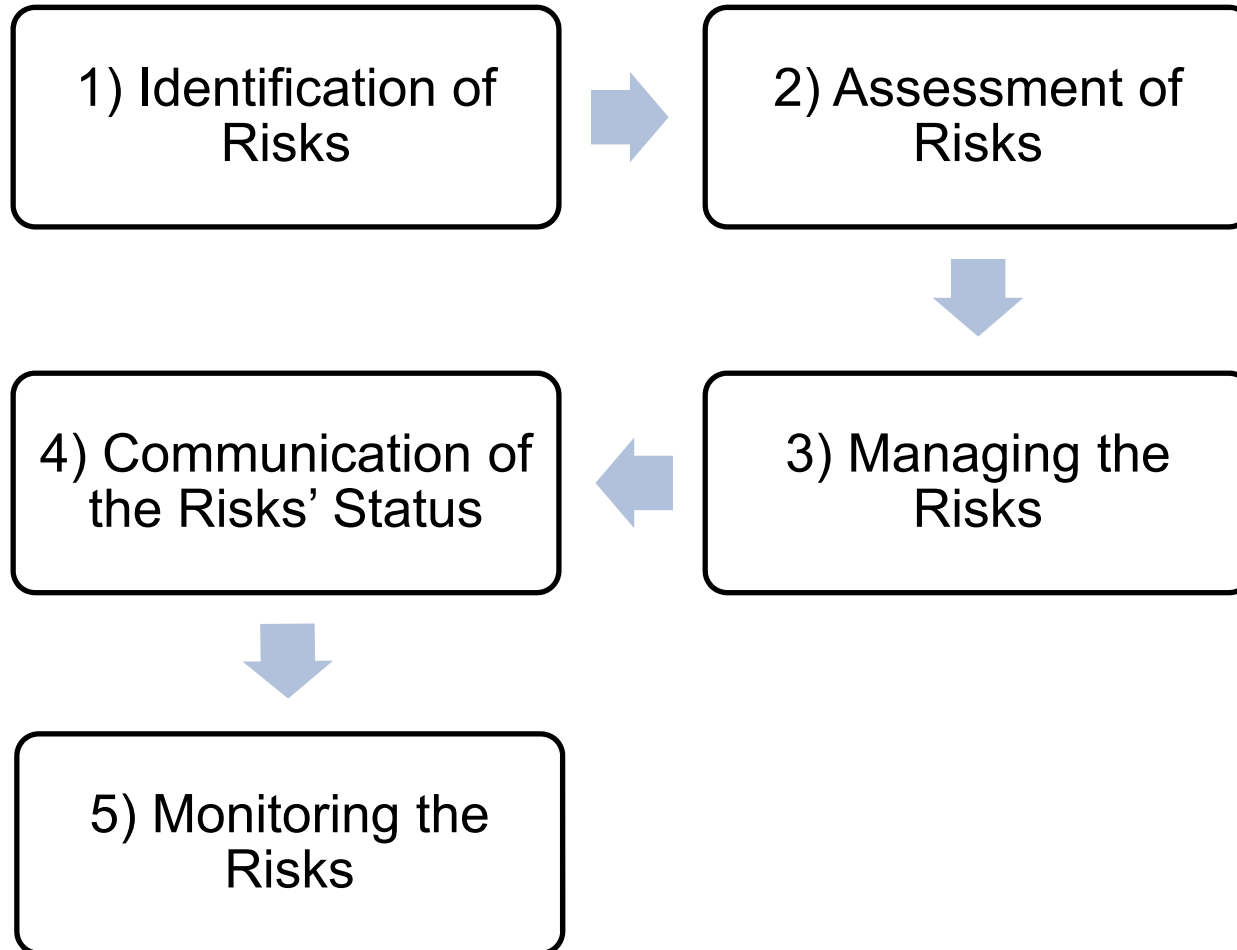 1) Identification of
Risks
2) Assessment of
Risks
3) Managing the
Risks
4) Communication of
the Risks’ Status
5) Monitoring the
Risks